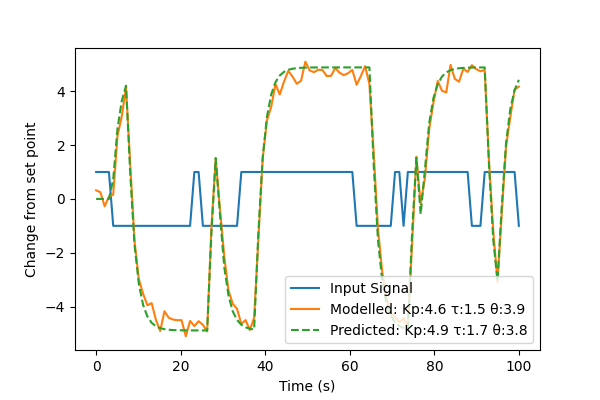 Change from set point
4
2
0
−2
−4
0
20
40
60
80
100
Time (s)
Input Signal
Modelled: Kp:4.6 τ:1.5 θ:3.9
Predicted: Kp:4.9 τ:1.7 θ:3.8